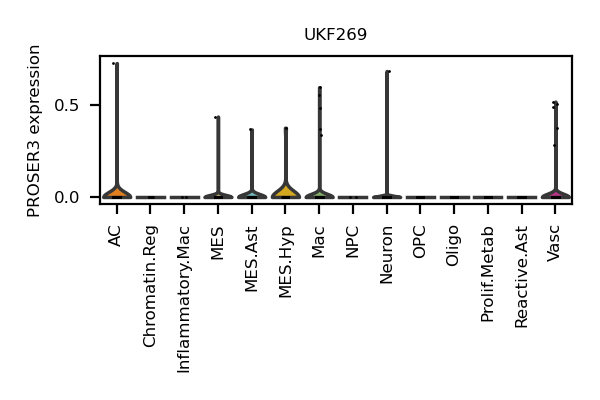 UKF269
PROSER3 expression
0.5
0.0
AC
Chromatin.Reg
Inflammatory.Mac
MES
MES.Ast
MES.Hyp
Mac
NPC
Neuron
OPC
Oligo
Prolif.Metab
Reactive.Ast
Vasc